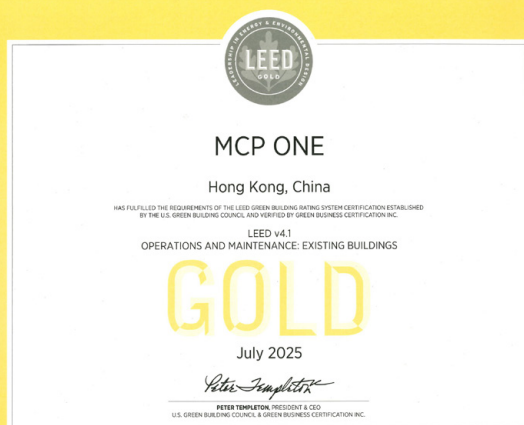 LEADERSHIP IN ENERGY & ENVIRONMENTAL DESIGN
LEED
GOLD
MCP ONE
Hong Kong, China
HAS FULFILLED THE REQUIREMENTS OF THE LEED GREEN BUILDING RATING SYSTEM CERTIFICATION ESTABLISHED
BY THE U.S. GREEN BUILDING COUNCIL AND VERIFIED BY GREEN BUSINESS CERTIFICATION INC.
LEED v4.1
OPERATIONS AND MAINTENANCE: EXISTING BUILDINGS
GOLD
July 2025
Peter Templeton
PETER TEMPLETON, PRESIDENT & CEO
U.S. GREEN BUILDING COUNCIL & GREEN BUSINESS CERTIFICATION INC.